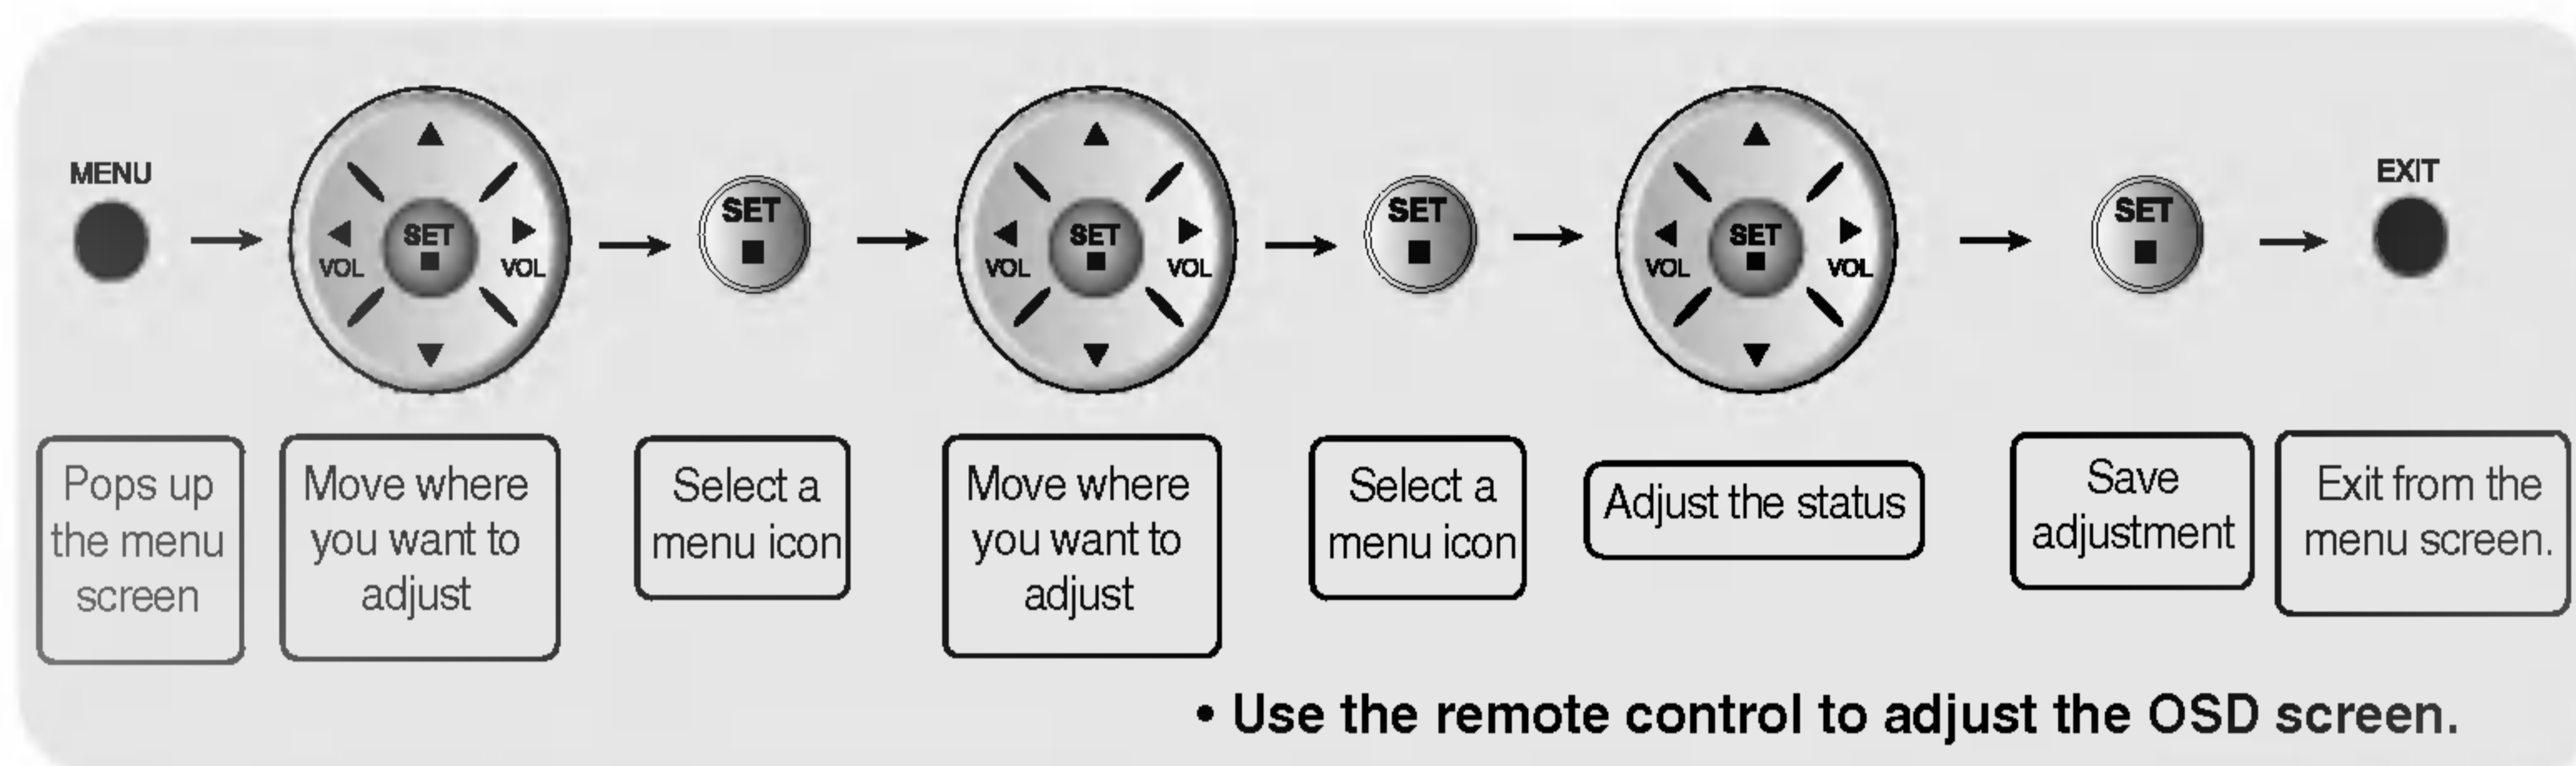 MENU
SET
VOL
VOL
SET
SET
VOL
VOL
SET
SET
VOL
VOL
SET
EXIT
Pops up
the menu
screen
Move where
you want to
adjust
Select a
menu icon
Move where
you want to
adjust
Select a
menu icon
Adjust the status
Save
adjustment
Exit from the
menu screen.
• Use the remote control to adjust the OSD screen.